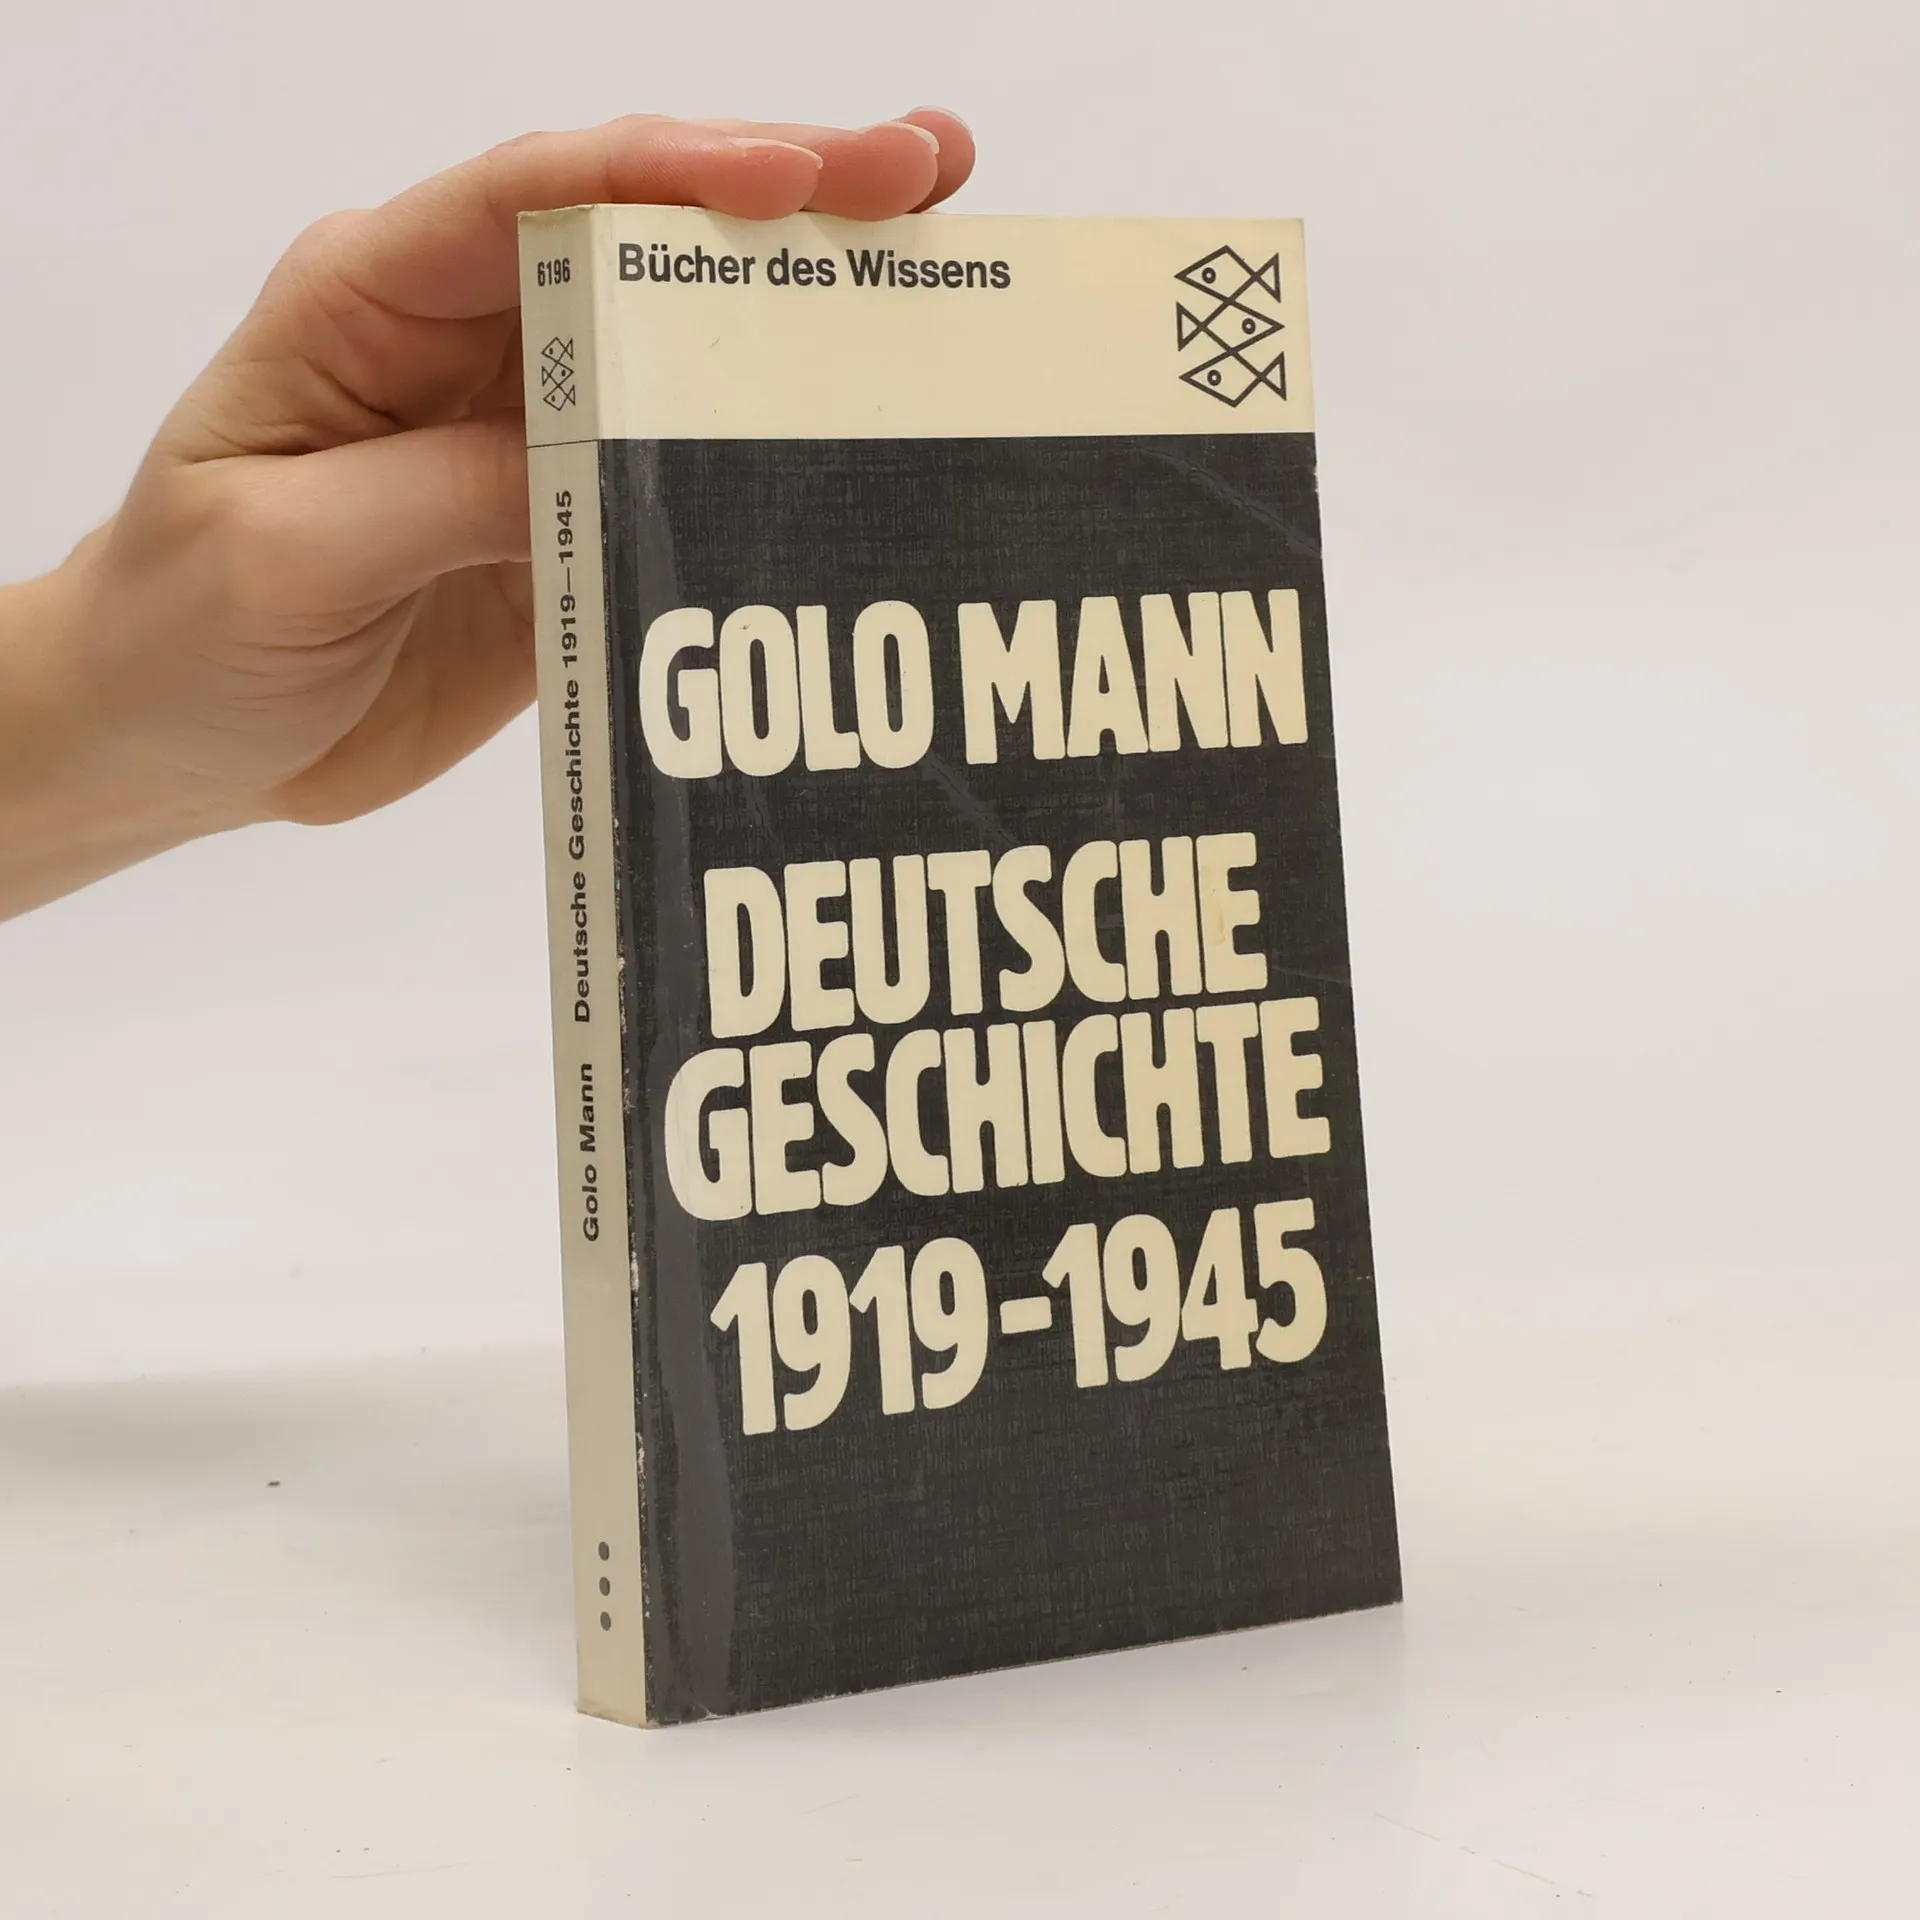 Bücher des Wissens
GOLO MANN
DEUTSCHE
GESCHICHTE
1919-1945
6196
Golo Mann Deutsche Geschichte 1919–1945